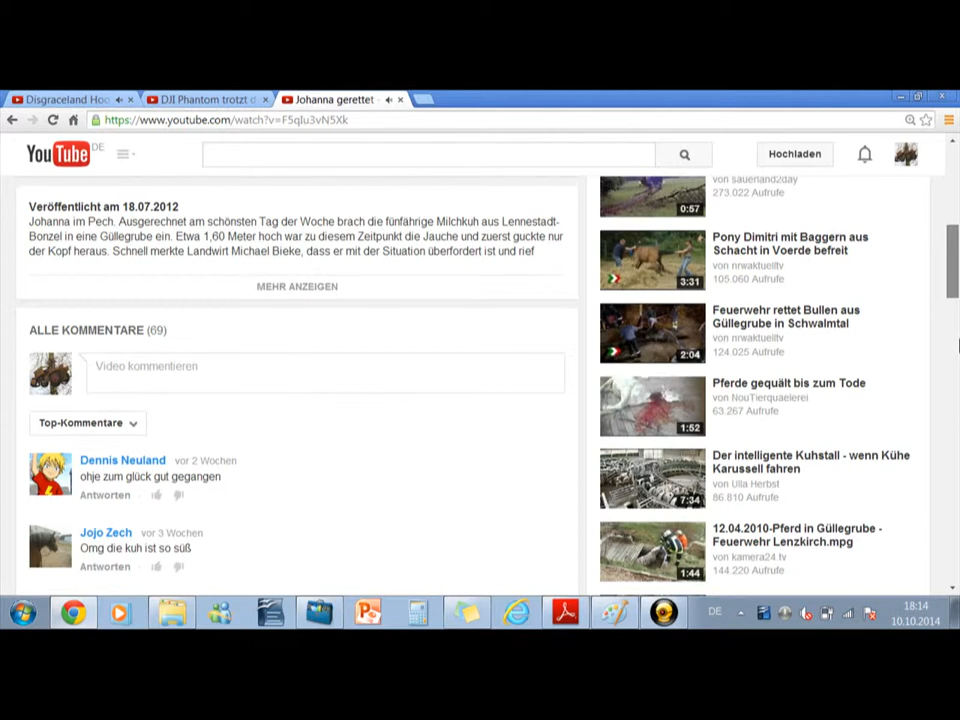 Disgraceland Hoo
DJI Phantom trotzt d
Johanna gerettet -
https://www.youtube.com/watch?v=F5qIu3vN5Xk
YouTube DE
Hochladen
Veröffentlicht am 18.07.2012
Johanna im Pech. Ausgerechnet am schönsten Tag der Woche brach die fünfährige Milchkuh aus Lennestadt-
Bonzel in eine Güllegrube ein. Etwa 1,60 Meter hoch war zu diesem Zeitpunkt die Jauche und zuerst guckte nur
der Kopf heraus. Schnell merkte Landwirt Michael Bieke, dass er mit der Situation überfordert ist und rief
MEHR ANZEIGEN
ALLE KOMMENTARE (69)
Video kommentieren
Top-Kommentare
Dennis Neuland vor 2 Wochen
ohje zum glück gut gegangen
Antworten ·
Jojo Zech vor 3 Wochen
Omg die kuh ist so süß
Antworten ·
von sauerland2day
273.022 Aufrufe
0:57
Pony Dimitri mit Baggern aus
Schacht in Voerde befreit
von nrwaktuelltv
105.060 Aufrufe
3:31
Feuerwehr rettet Bullen aus
Güllegrube in Schwalmtal
von nrwaktuelltv
124.025 Aufrufe
2:04
Pferde gequält bis zum Tode
von NouTierquaelerei
63.267 Aufrufe
1:52
Der intelligente Kuhstall - wenn Kühe
Karussell fahren
von Ulla Herbst
86.810 Aufrufe
7:34
12.04.2010-Pferd in Güllegrube -
Feuerwehr Lenzkirch.mpg
von kamera24.tv
144.220 Aufrufe
1:44
DE
18:14
10.10.2014